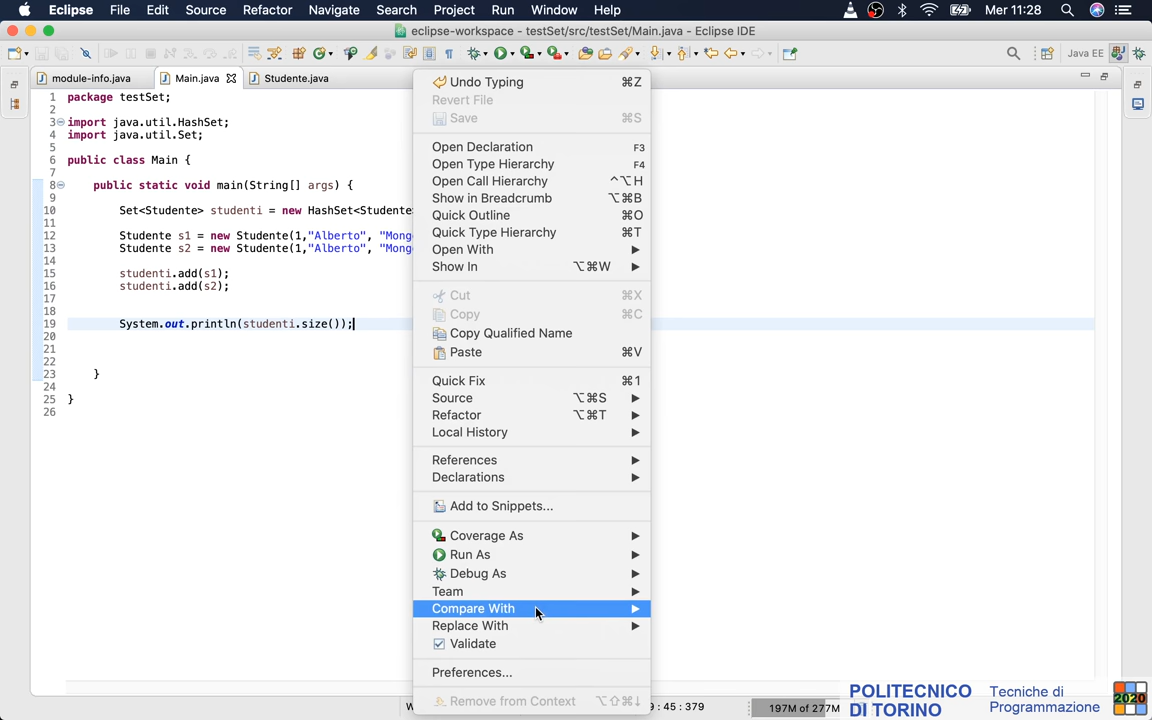 Eclipse File Edit Source Refactor Navigate Search Project Run Window Help Mer 11:28
eclipse-workspace - testSet/src/testSet/Main.java - Eclipse IDE
Java EE
module-info.java Main.java Studente.java
1 package testSet;
2
3 import java.util.HashSet;
4 import java.util.Set;
5
6 public class Main {
7
8 public static void main(String[] args) {
9
10 Set<Studente> studenti = new HashSet<Studente
11
12 Studente s1 = new Studente(1,"Alberto", "Mong
13 Studente s2 = new Studente(1,"Alberto", "Mong
14
15 studenti.add(s1);
16 studenti.add(s2);
17
18
19 System.out.println(studenti.size());
20
21
22
23 }
24
25 }
26
Undo Typing ⌘Z
Revert File
Save ⌘S
Open Declaration F3
Open Type Hierarchy F4
Open Call Hierarchy ^⌥H
Show in Breadcrumb ⌥⌘B
Quick Outline ⌘O
Quick Type Hierarchy ⌘T
Open With
Show In ⌥⌘W
Cut ⌘X
Copy ⌘C
Copy Qualified Name
Paste ⌘V
Quick Fix ⌘1
Source ⌥⌘S
Refactor ⌥⌘T
Local History
References
Declarations
Add to Snippets...
Coverage As
Run As
Debug As
Team
Compare With
Replace With
Validate
Preferences...
Remove from Context ⌥⇧⌘↓
W 9 : 45 : 379 197M of 277M
POLITECNICO
DI TORINO
Tecniche di
Programmazione
2020